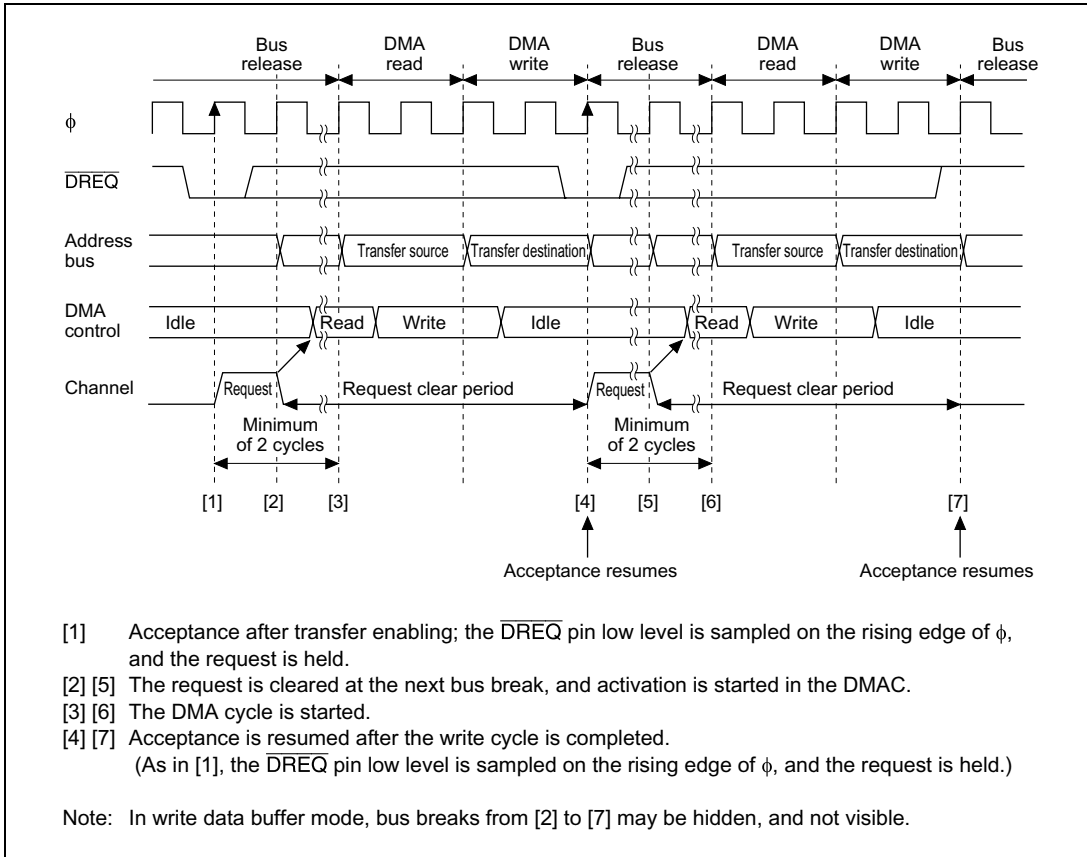 Bus release
DMA read
DMA write
Bus release
DMA read
DMA write
Bus release
ϕ
D̅R̅E̅Q̅
Address bus
Transfer source
Transfer destination
Transfer source
Transfer destination
DMA control
Idle
Read
Write
Idle
Read
Write
Idle
Channel
Request
Request clear period
Request
Request clear period
Minimum of 2 cycles
Minimum of 2 cycles
[1]
[2]
[3]
[4]
[5]
[6]
[7]
Acceptance resumes
Acceptance resumes
[1] Acceptance after transfer enabling; the D̅R̅E̅Q̅ pin low level is sampled on the rising edge of ϕ,
and the request is held.
[2] [5] The request is cleared at the next bus break, and activation is started in the DMAC.
[3] [6] The DMA cycle is started.
[4] [7] Acceptance is resumed after the write cycle is completed.
(As in [1], the D̅R̅E̅Q̅ pin low level is sampled on the rising edge of ϕ, and the request is held.)
Note: In write data buffer mode, bus breaks from [2] to [7] may be hidden, and not visible.